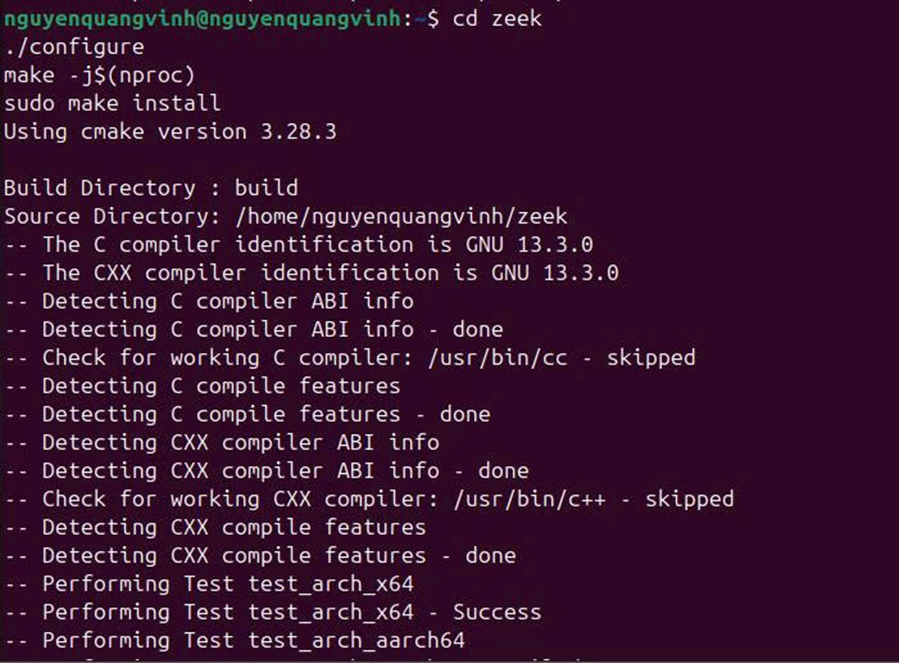 nguyenquangvinh@nguyenquangvinh:~$ cd zeek
./configure
make -j$(nproc)
sudo make install
Using cmake version 3.28.3
Build Directory : build
Source Directory: /home/nguyenquangvinh/zeek
-- The C compiler identification is GNU 13.3.0
-- The CXX compiler identification is GNU 13.3.0
-- Detecting C compiler ABI info
-- Detecting C compiler ABI info - done
-- Check for working C compiler: /usr/bin/cc - skipped
-- Detecting C compile features
-- Detecting C compile features - done
-- Detecting CXX compiler ABI info
-- Detecting CXX compiler ABI info - done
-- Check for working CXX compiler: /usr/bin/c++ - skipped
-- Detecting CXX compile features
-- Detecting CXX compile features - done
-- Performing Test test_arch_x64
-- Performing Test test_arch_x64 - Success
-- Performing Test test_arch_aarch64